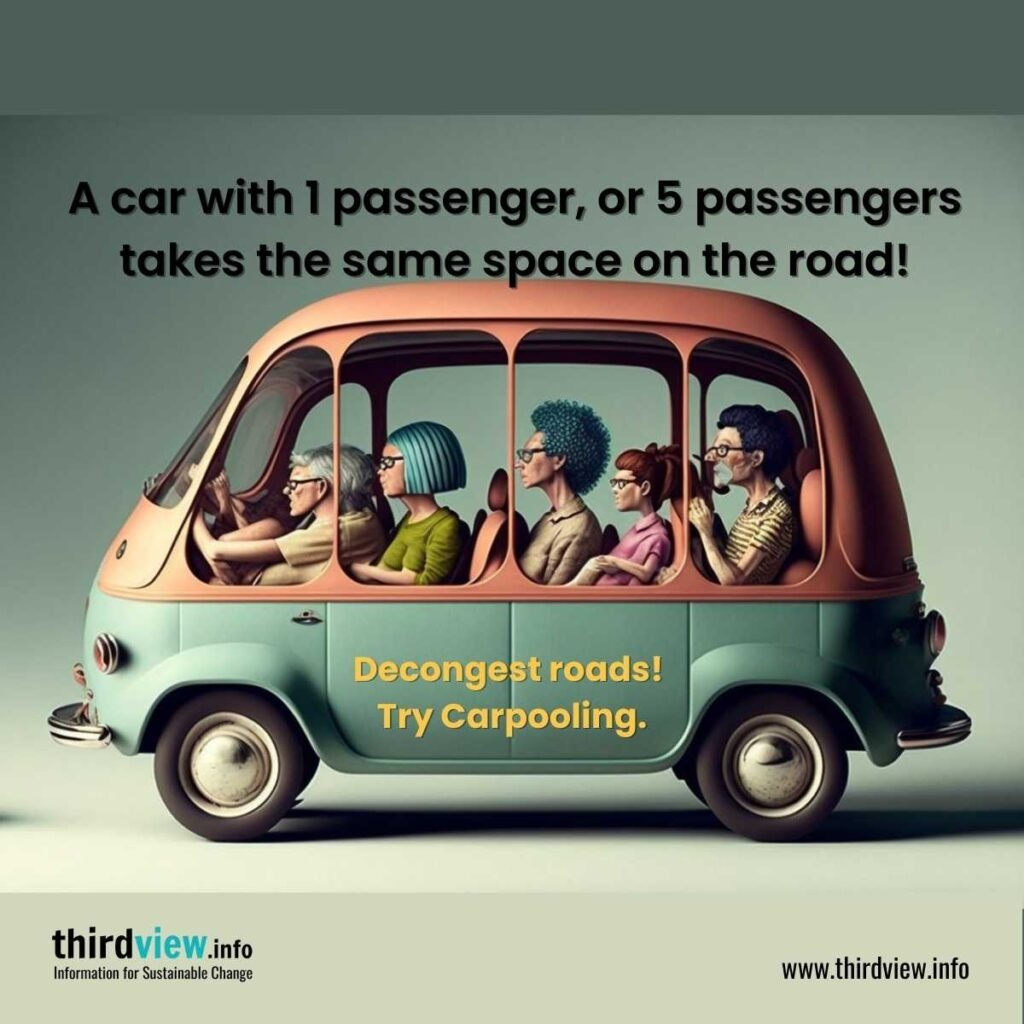 A car with 1 passenger, or 5 passengers
takes the same space on the road!
Decongest roads!
Try Carpooling.
thirdview.info
Information for Sustainable Change
www.thirdview.info